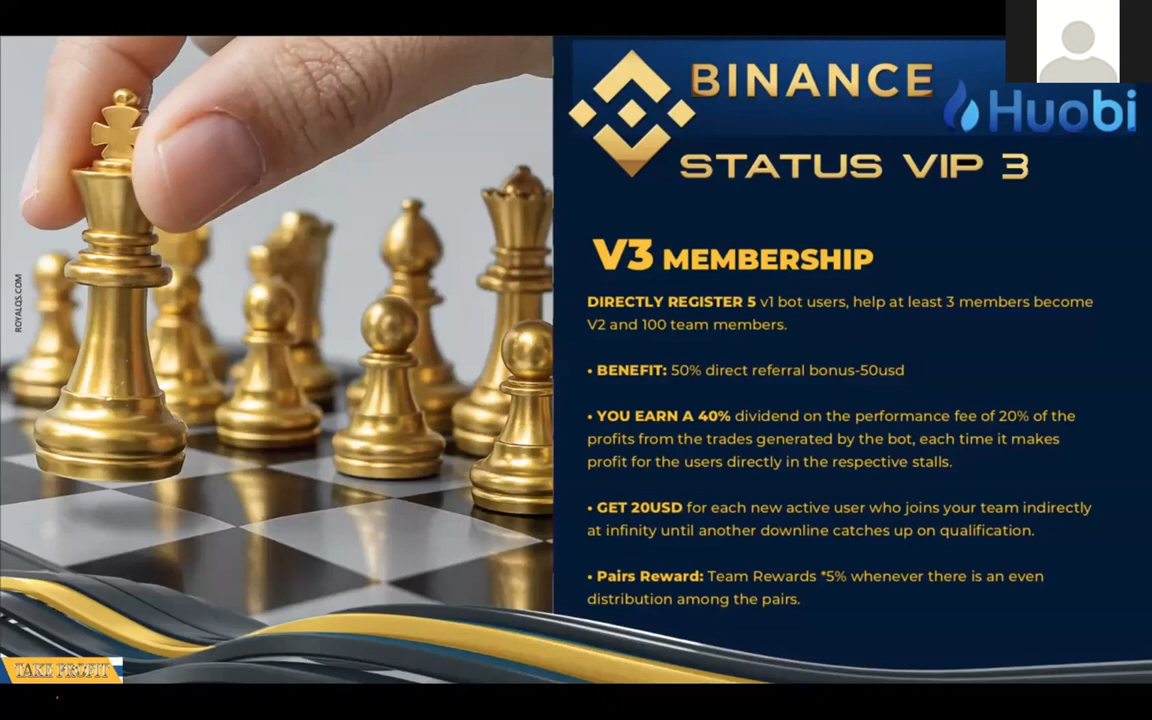 BINANCE
Huobi
STATUS VIP 3
V3 MEMBERSHIP
DIRECTLY REGISTER 5 v1 bot users, help at least 3 members become
V2 and 100 team members.
• BENEFIT: 50% direct referral bonus-50usd
• YOU EARN A 40% dividend on the performance fee of 20% of the
profits from the trades generated by the bot, each time it makes
profit for the users directly in the respective stalls.
• GET 20USD for each new active user who joins your team indirectly
at infinity until another downline catches up on qualification.
• Pairs Reward: Team Rewards *5% whenever there is an even
distribution among the pairs.
ROYALQS.COM
TAKE PROFIT